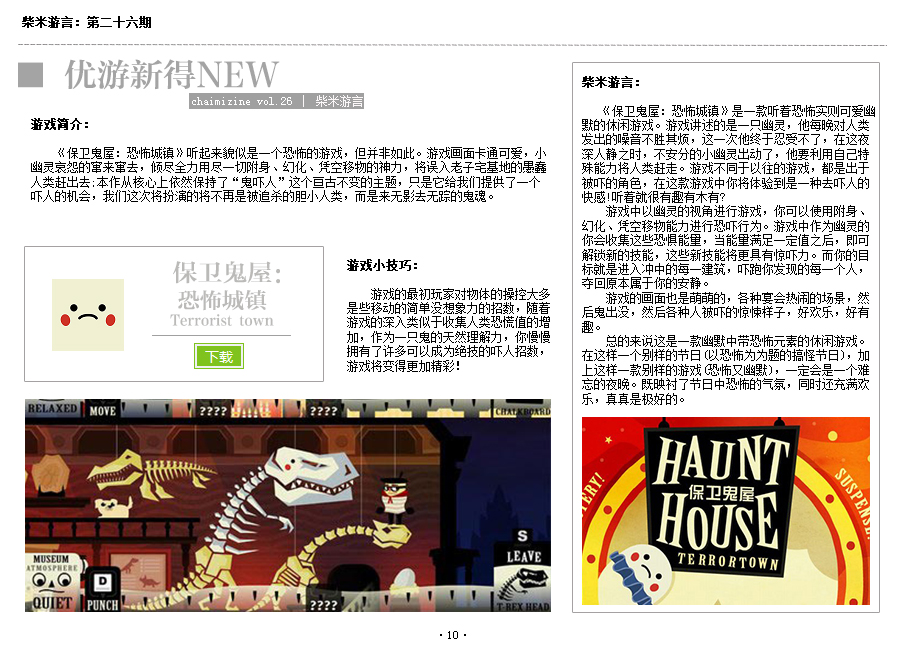 柴米游言：第二十六期
优游新得NEW
chaimizine vol.26 | 柴米游言
游戏简介：
《保卫鬼屋：恐怖城镇》听起来貌似是一个恐怖的游戏，但并非如此。游戏画面卡通可爱，小
幽灵哀怨的窜来窜去，倾尽全力用尽一切附身、幻化、凭空移物的神力，将误入老子宅基地的愚蠢
人类赶出去;本作从核心上依然保持了“鬼吓人”这个亘古不变的主题，只是它给我们提供了一个
吓人的机会，我们这次将扮演的将不再是被追杀的胆小人类，而是来无影去无踪的鬼魂。
保卫鬼屋：
恐怖城镇
Terrorist town
下载
游戏小技巧：
游戏的最初玩家对物体的操控大多
是些移动的简单没想象力的招数，随着
游戏的深入类似于收集人类恐慌值的增
加，作为一只鬼的天然理解力，你慢慢
拥有了许多可以成为绝技的吓人招数，
游戏将变得更加精彩！
RELAXED
MOVE
????
????
CHALKBOARD
MUSEUM
ATMOSPHERE
QUIET
D
PUNCH
????
S
LEAVE
T-REX HEAD
柴米游言：
《保卫鬼屋：恐怖城镇》是一款听着恐怖实则可爱幽
默的休闲游戏。游戏讲述的是一只幽灵，他每晚对人类
发出的噪音不胜其烦，这一次他终于忍受不了，在这夜
深人静之时，不安分的小幽灵出动了，他要利用自己特
殊能力将人类赶走。游戏不同于以往的游戏，都是出于
被吓的角色，在这款游戏中你将体验到是一种去吓人的
快感!听着就很有趣有木有?
游戏中以幽灵的视角进行游戏，你可以使用附身、
幻化、凭空移物能力进行恐吓行为。游戏中作为幽灵的
你会收集这些恐惧能量，当能量满足一定值之后，即可
解锁新的技能，这些新技能将更具有惊吓力。而你的目
标就是进入冲中的每一建筑，吓跑你发现的每一个人，
夺回原本属于你的安静。
游戏的画面也是萌萌的，各种宴会热闹的场景，然
后鬼出没，然后各种人被吓的惊悚样子，好欢乐，好有
趣。
总的来说这是一款幽默中带恐怖元素的休闲游戏。
在这样一个别样的节日(以恐怖为为题的搞怪节日)，加
上这样一款别样的游戏(恐怖又幽默)，一定会是一个难
忘的夜晚。既映衬了节日中恐怖的气氛，同时还充满欢
乐，真真是极好的。
HAUNT
保卫鬼屋
HOUSE
TERRORTOWN
TERY!
SUSPENSE
·10·